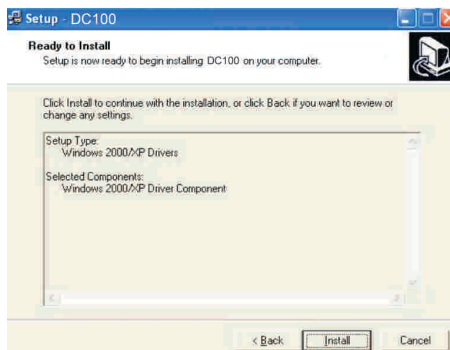 Setup - DC100
Ready to Install
Setup is now ready to begin installing DC100 on your computer.
Click Install to continue with the installation, or click Back if you want to review or
change any settings.
Setup Type:
Windows 2000/XP Drivers
Selected Components:
Windows 2000/XP Driver Component
< Back
Install
Cancel